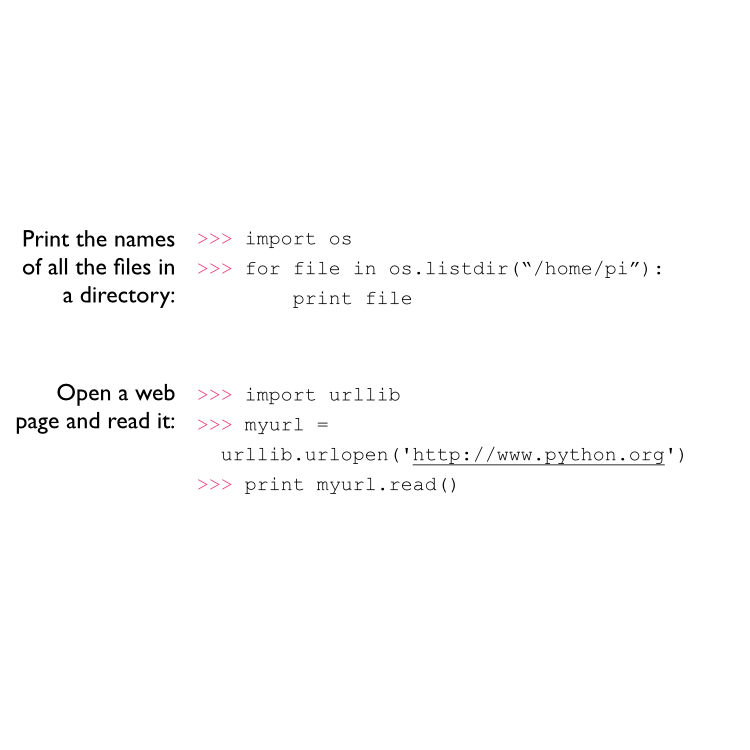 Print the names
of all the files in
a directory:
>>> import os
>>> for file in os.listdir(“/home/pi”):
print file
Open a web
page and read it:
>>> import urllib
>>> myurl =
urllib.urlopen('http://www.python.org')
>>> print myurl.read()